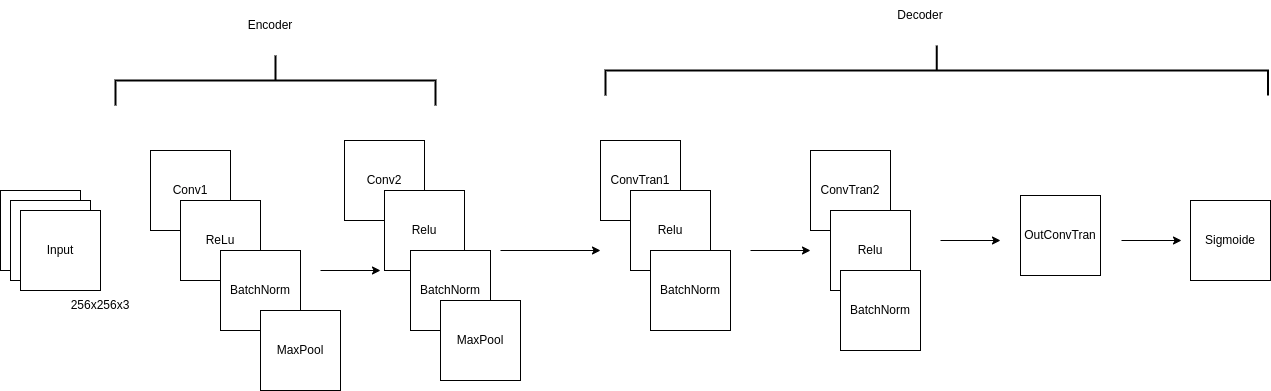 Encoder
Decoder
Input
256x256x3
Conv1
ReLu
BatchNorm
MaxPool
Conv2
Relu
BatchNorm
MaxPool
ConvTran1
Relu
BatchNorm
ConvTran2
Relu
BatchNorm
OutConvTran
Sigmoide